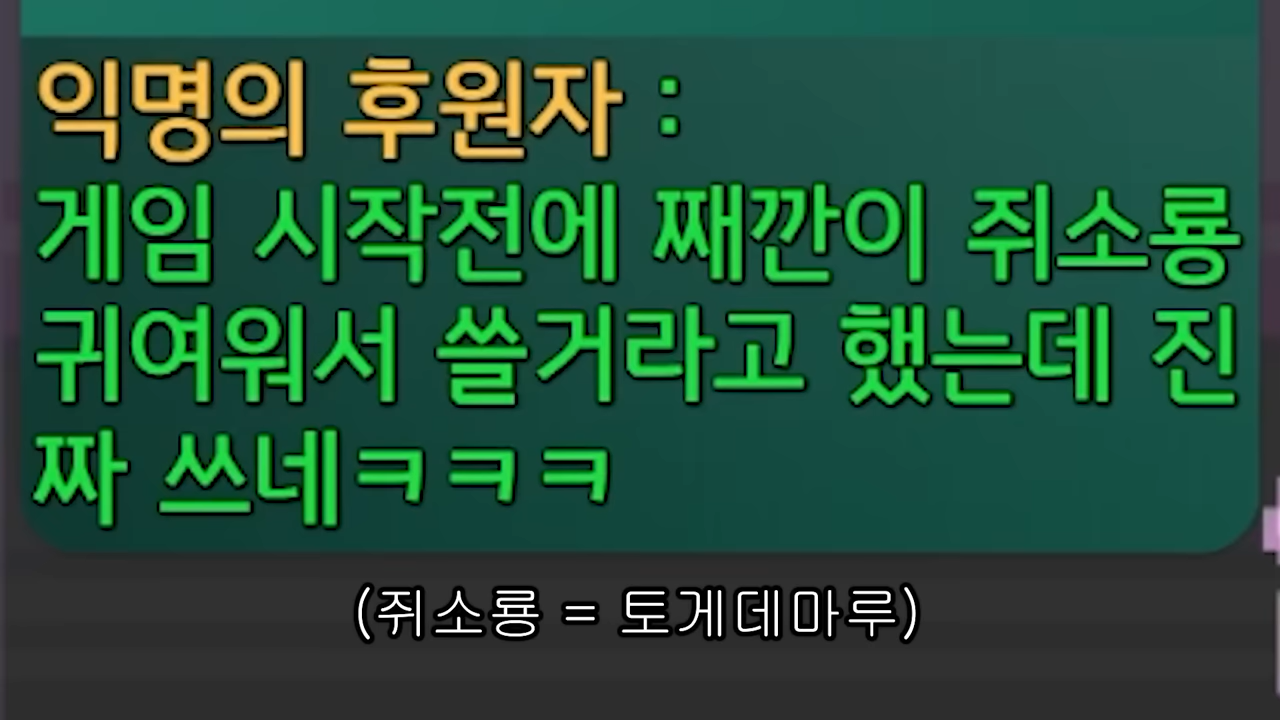 익명의 후원자 :
게임 시작전에 째깐이 쥐소룡
귀여워서 쓸거라고 했는데 진
짜 쓰네ㅋㅋㅋ
(쥐소룡 = 토게데마루)